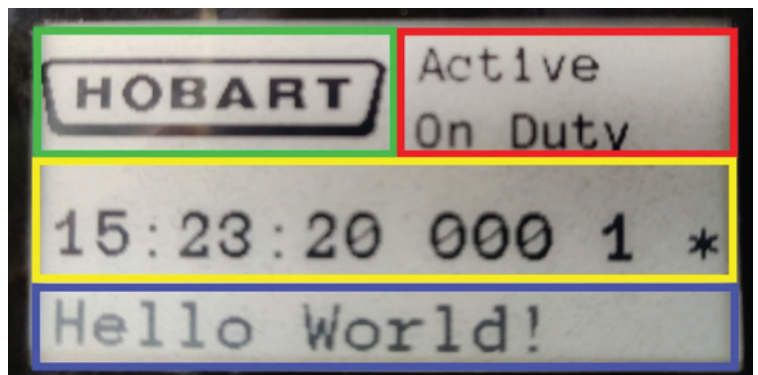 HOBART
Active
On Duty
15:23:20 000 1 *
Hello World!